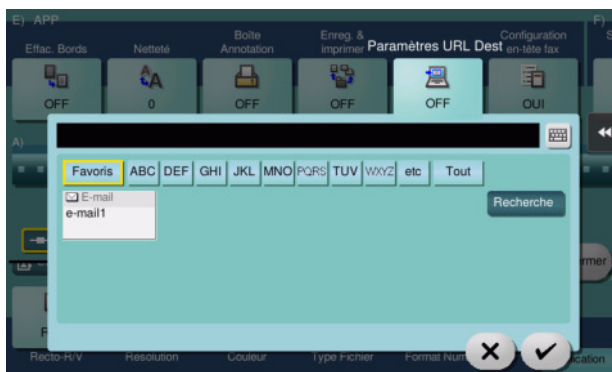 E) APP
F)
Effac. Bords
Netteté
Boîte
Annotation
Enreg. &
imprimer
Paramètres URL Dest
Configuration
en-tête fax
OFF
0
OFF
OFF
OFF
OUI
A)
Favoris
ABC
DEF
GHI
JKL
MNO
PQRS
TUV
WXYZ
etc
Tout
E-mail
e-mail1
Recherche
Recto-R/V
Résolution
Couleur
Type Fichier
Format Num